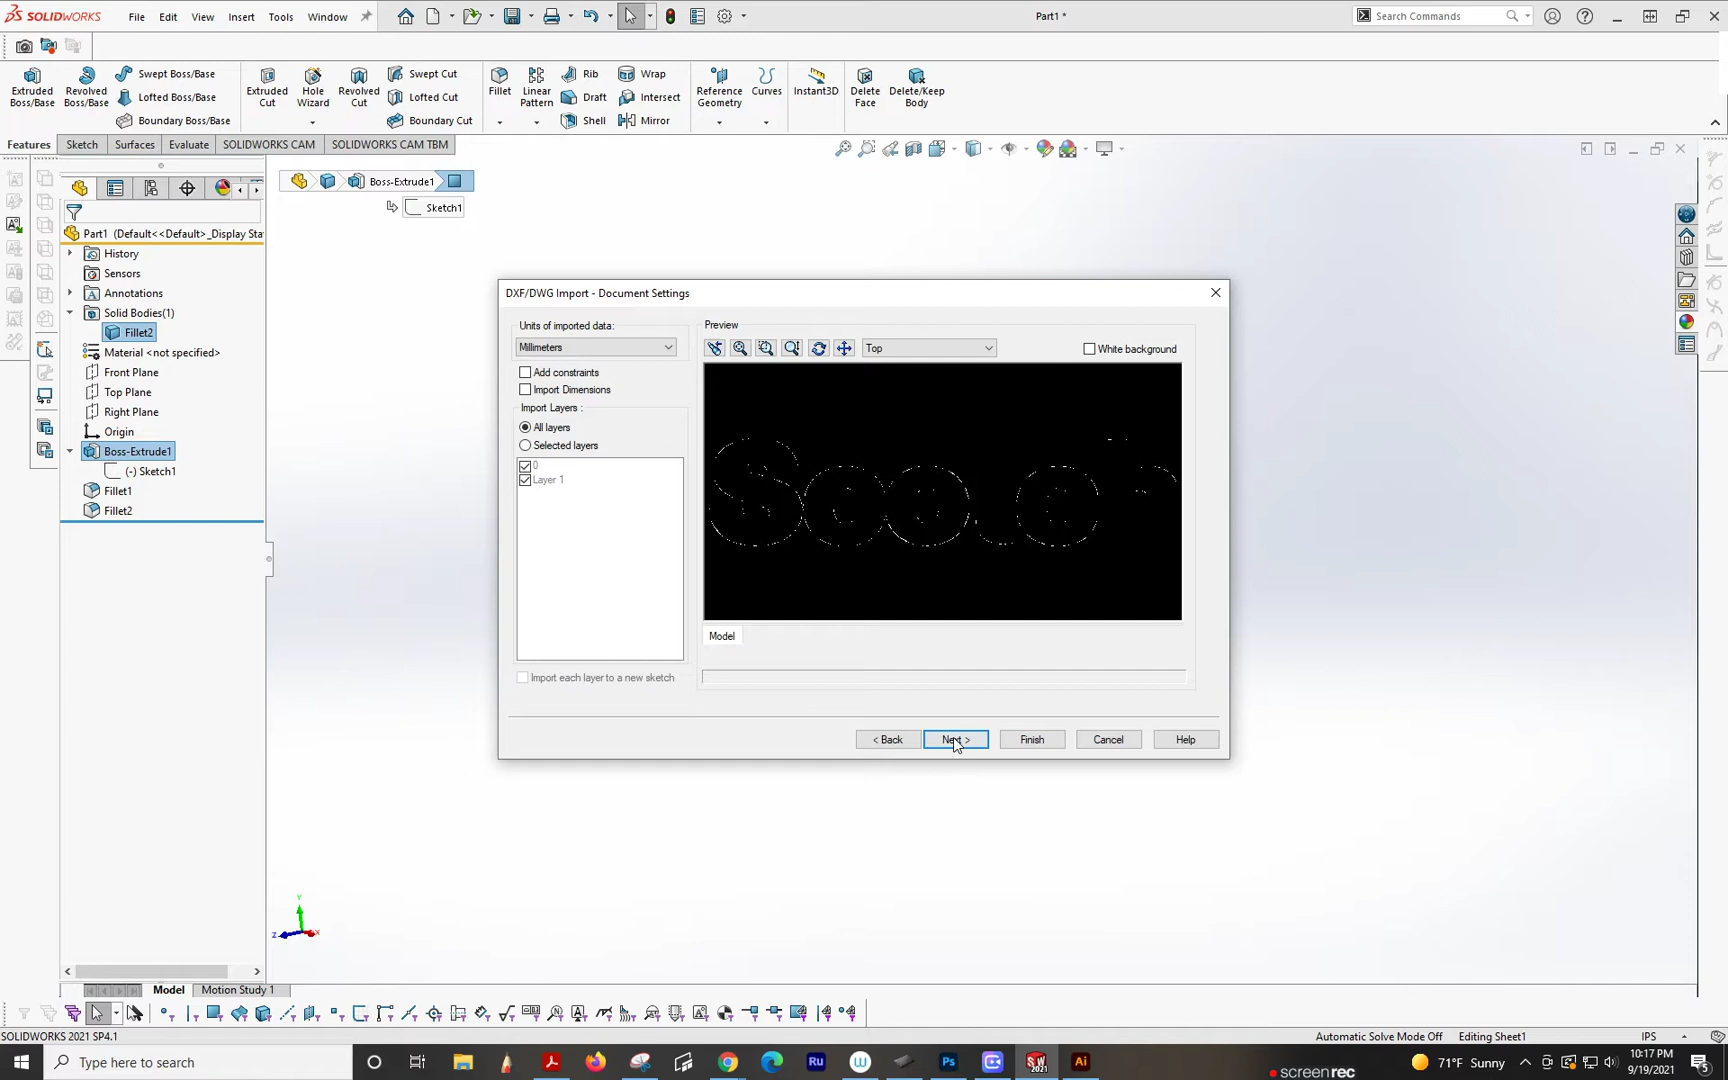 SOLIDWORKS File Edit View Insert Tools Window Part1 * Search Commands
Extruded Boss/Base
Revolved Boss/Base
Swept Boss/Base
Lofted Boss/Base
Boundary Boss/Base
Extruded Cut
Hole Wizard
Revolved Cut
Swept Cut
Lofted Cut
Boundary Cut
Fillet
Linear Pattern
Rib
Draft
Shell
Wrap
Intersect
Mirror
Reference Geometry
Curves
Instant3D
Delete Face
Delete/Keep Body
Features Sketch Surfaces Evaluate SOLIDWORKS CAM SOLIDWORKS CAM TBM
Boss-Extrude1
Sketch1
Part1 (Default<<Default>_Display Sta
History
Sensors
Annotations
Solid Bodies(1)
Fillet2
Material <not specified>
Front Plane
Top Plane
Right Plane
Origin
Boss-Extrude1
(-) Sketch1
Fillet1
Fillet2
DXF/DWG Import - Document Settings
Units of imported data:
Millimeters
Add constraints
Import Dimensions
Import Layers :
All layers
Selected layers
0
Layer 1
Import each layer to a new sketch
Preview
Top
White background
Model
< Back Next > Finish Cancel Help
Y
Z X
Model Motion Study 1
SOLIDWORKS 2021 SP4.1 Automatic Solve Mode Off Editing Sheet1 IPS
Type here to search
Ru
W
Ps
SW 2021
Ai
71°F Sunny
10:17 PM
9/19/2021
5
screenrec